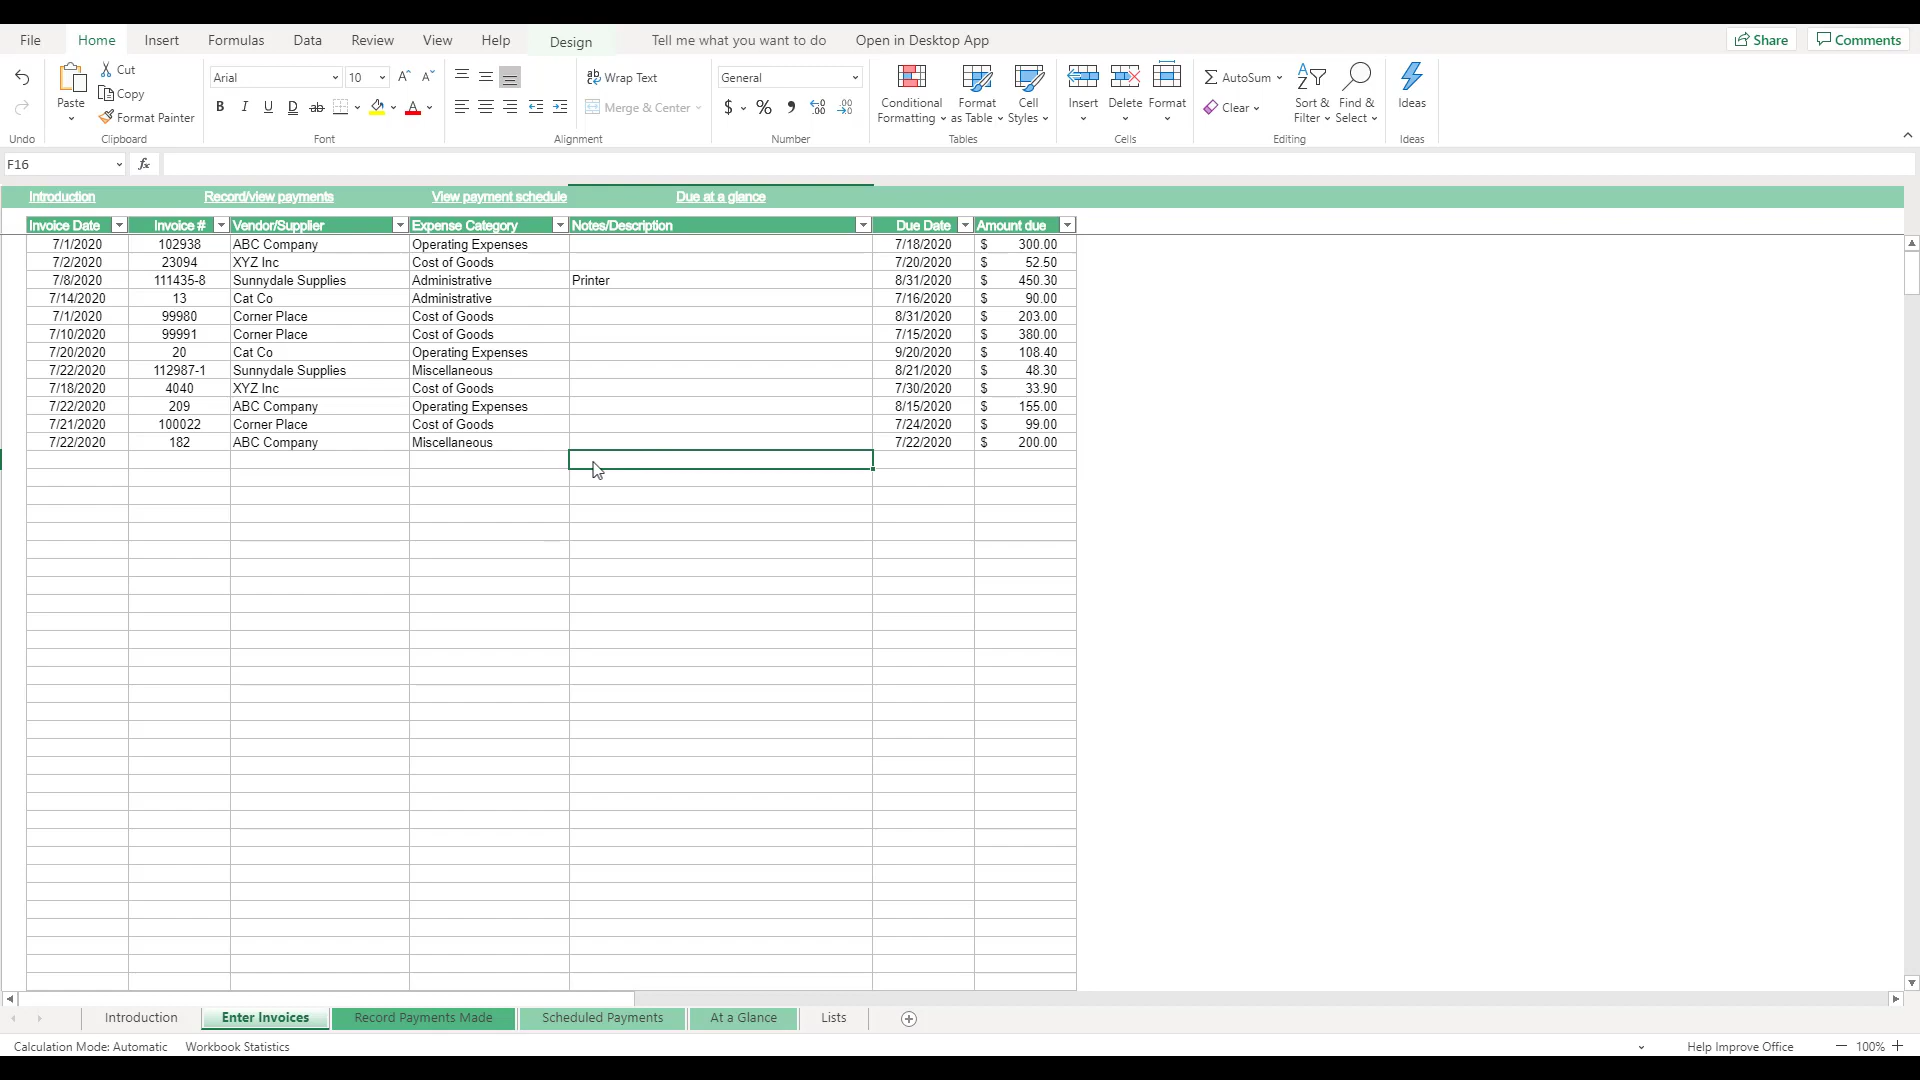 File Home Insert Formulas Data Review View Help Design Tell me what you want to do Open in Desktop App Share Comments
Paste Cut Arial 10 Wrap Text General Conditional Formatting Format as Table Cell Styles Insert Delete Format AutoSum Sort & Filter Find & Select Ideas
Copy B I U D ab A Merge & Center $ % Clear
Format Painter
Undo Clipboard Font Alignment Number Tables Cells Editing Ideas
F16 fx
Introduction Record/view payments View payment schedule Due at a glance
Invoice Date Invoice # Vendor/Supplier Expense Category Notes/Description Due Date Amount due
7/1/2020 102938 ABC Company Operating Expenses 7/18/2020 $ 300.00
7/2/2020 23094 XYZ Inc Cost of Goods 7/20/2020 $ 52.50
7/8/2020 111435-8 Sunnydale Supplies Administrative Printer 8/31/2020 $ 450.30
7/14/2020 13 Cat Co Administrative 7/16/2020 $ 90.00
7/1/2020 99980 Corner Place Cost of Goods 8/31/2020 $ 203.00
7/10/2020 99991 Corner Place Cost of Goods 7/15/2020 $ 380.00
7/20/2020 20 Cat Co Operating Expenses 9/20/2020 $ 108.40
7/22/2020 112987-1 Sunnydale Supplies Miscellaneous 8/21/2020 $ 48.30
7/18/2020 4040 XYZ Inc Cost of Goods 7/30/2020 $ 33.90
7/22/2020 209 ABC Company Operating Expenses 8/15/2020 $ 155.00
7/21/2020 100022 Corner Place Cost of Goods 7/24/2020 $ 99.00
7/22/2020 182 ABC Company Miscellaneous 7/22/2020 $ 200.00
Introduction Enter Invoices Record Payments Made Scheduled Payments At a Glance Lists
Calculation Mode: Automatic Workbook Statistics Help Improve Office 100%